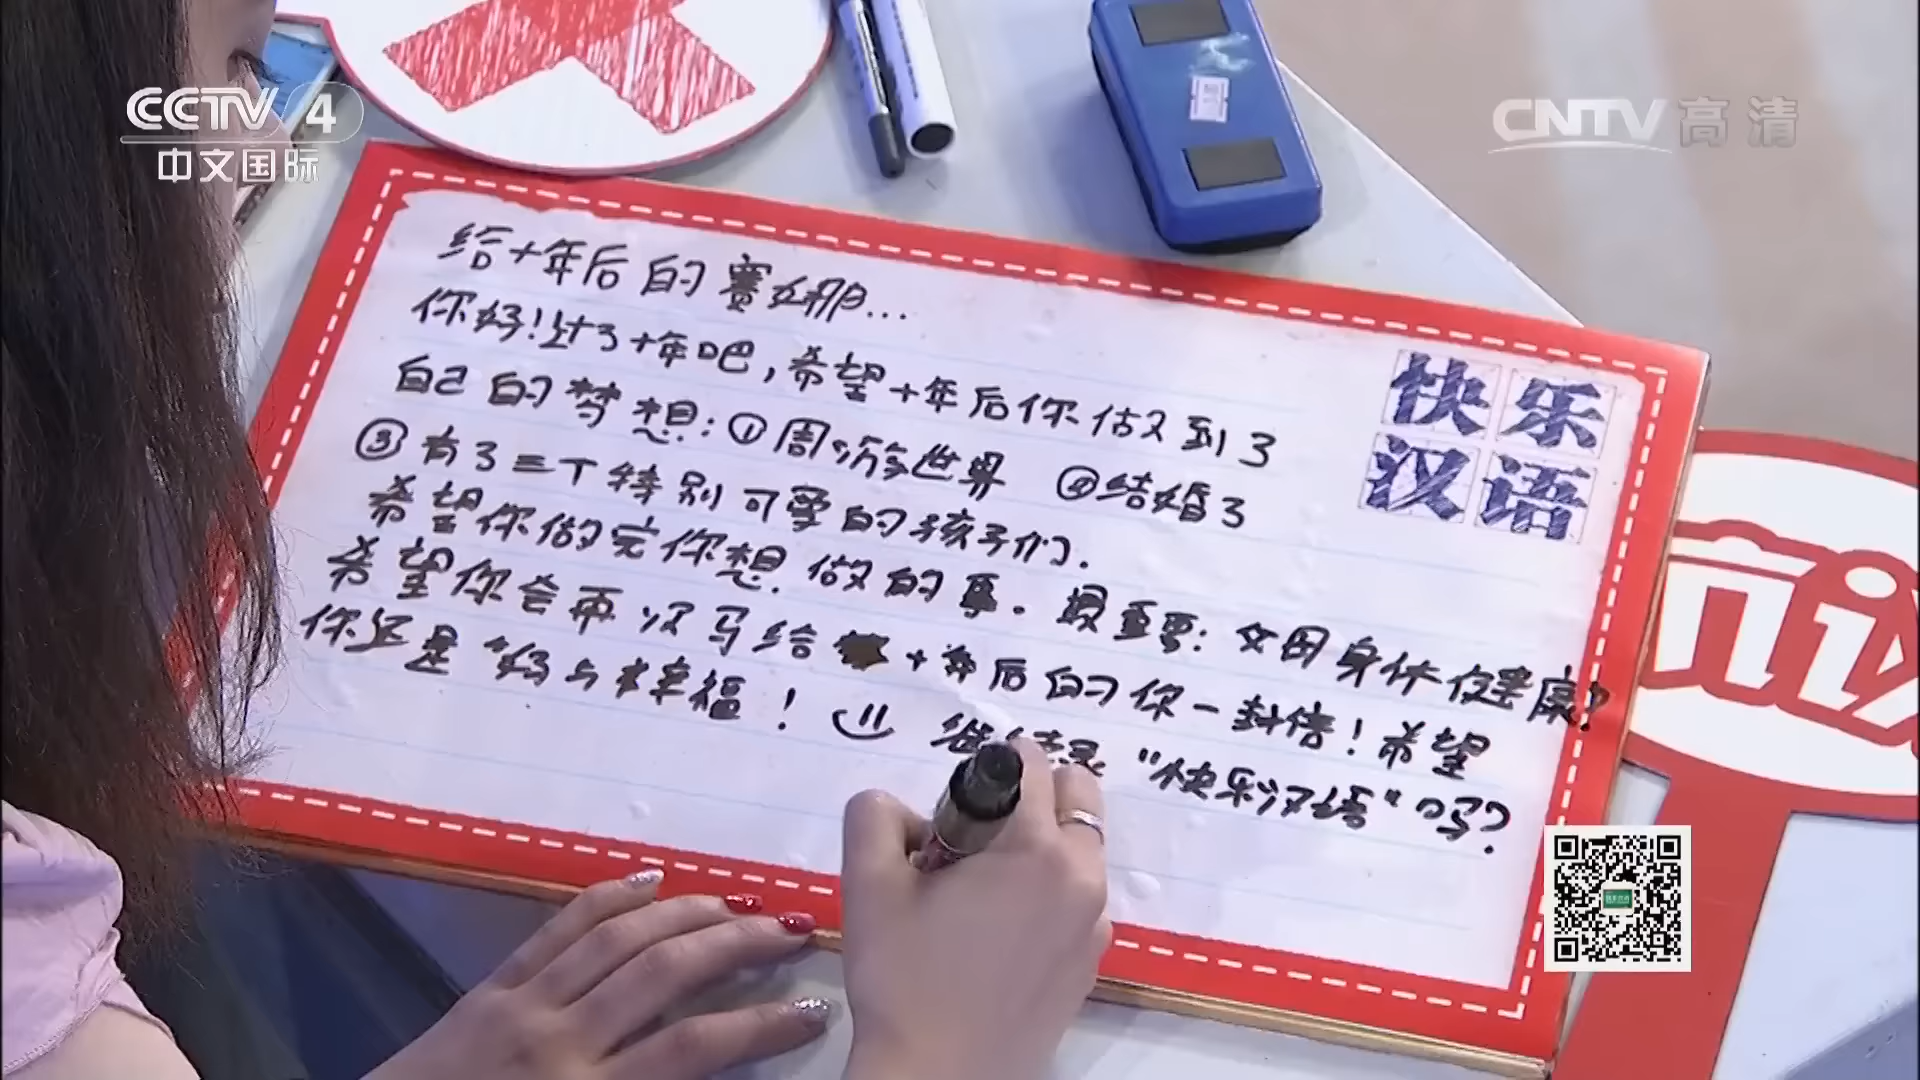 CCTV 4
中文国际
CNTV 高清
给十年后的赛娜...
你好!过了十年吧,希望十年后你做到了
自己的梦想:①周游世界 ②结婚了
③有了三个特别可爱的孩子们.
希望你做完你想做的事.最重要:父母身体健康?
希望你会再次写给 十年后的你一封信!希望
你还是"妈 幸福! 继续录"快乐汉语"吗?
快乐
汉语